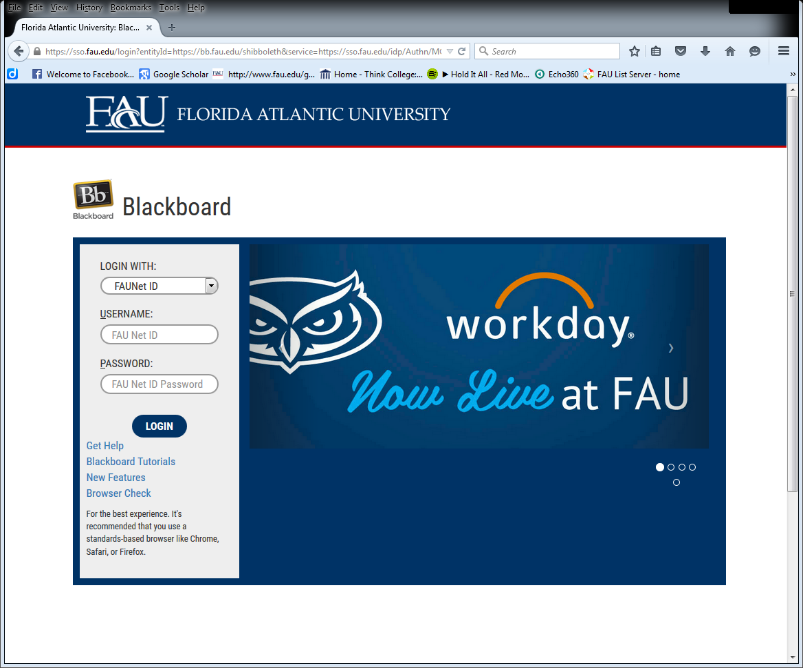 File Edit View History Bookmarks Tools Help
Florida Atlantic University: Blac... × +
https://sso.fau.edu/login?entityId=https://bb.fau.edu/shibboleth&service=https://sso.fau.edu/idp/Authn/M
Search
Welcome to Facebook... Google Scholar FAU http://www.fau.edu/g... Home - Think College:... Hold It All - Red Mo... Echo360 FAU List Server - home »
FAU FLORIDA ATLANTIC UNIVERSITY
Bb
Blackboard
Blackboard
LOGIN WITH:
FAUNet ID
USERNAME:
FAU Net ID
PASSWORD:
FAU Net ID Password
LOGIN
Get Help
Blackboard Tutorials
New Features
Browser Check
For the best experience. It's
recommended that you use a
standards-based browser like Chrome,
Safari, or Firefox.
workday®
Now Live at FAU